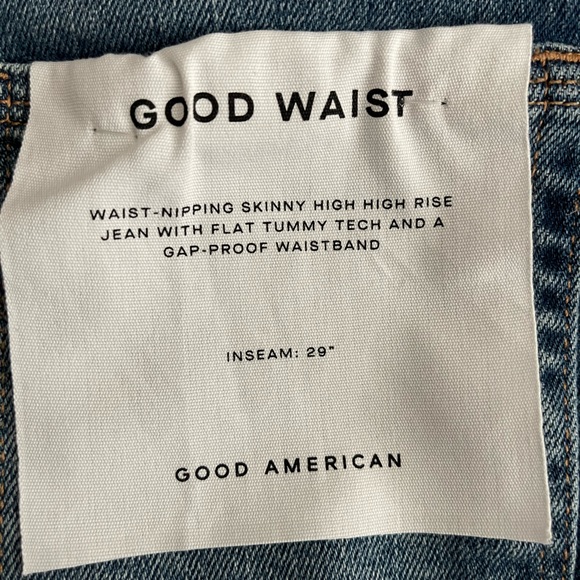 GOOD WAIST
WAIST-NIPPING SKINNY HIGH HIGH RISE
JEAN WITH FLAT TUMMY TECH AND A
GAP-PROOF WAISTBAND
INSEAM: 29"
GOOD AMERICAN